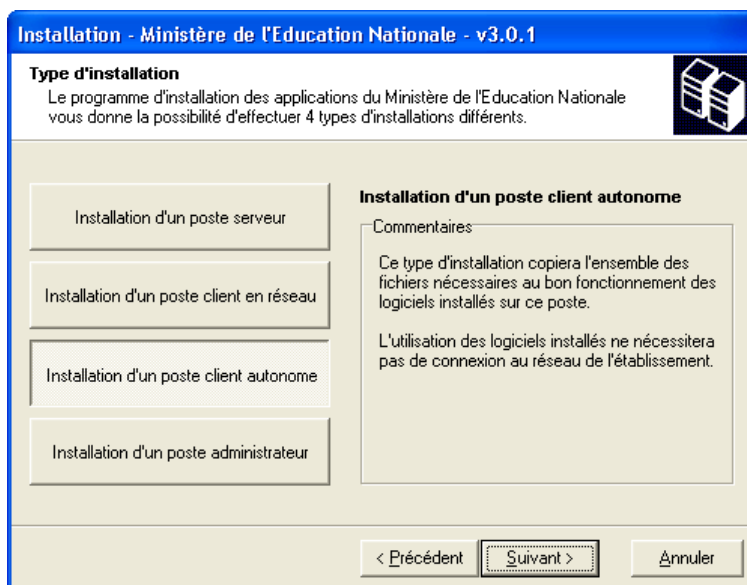 Installation - Ministère de l'Education Nationale - v3.0.1
Type d'installation
Le programme d'installation des applications du Ministère de l'Education Nationale
vous donne la possibilité d'effectuer 4 types d'installations différents.
Installation d'un poste serveur
Installation d'un poste client en réseau
Installation d'un poste client autonome
Installation d'un poste administrateur
Installation d'un poste client autonome
Commentaires
Ce type d'installation copiera l'ensemble des
fichiers nécessaires au bon fonctionnement des
logiciels installés sur ce poste.
L'utilisation des logiciels installés ne nécessitera
pas de connexion au réseau de l'établissement.
< Précédent
Suivant >
Annuler